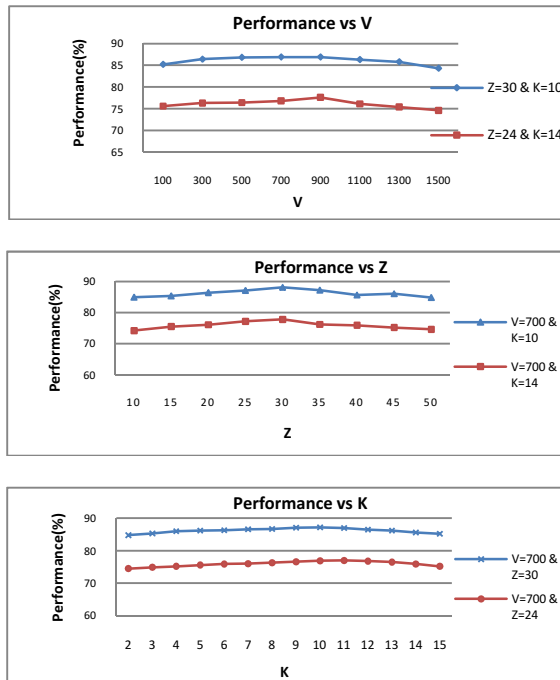 Performance vs V
Performance(%)
90
85
80
75
70
65
100 300 500 700 900 1100 1300 1500
V
Z=30 & K=10
Z=24 & K=14
Performance vs Z
Performance(%)
90
80
70
60
10 15 20 25 30 35 40 45 50
Z
V=700 &
K=10
V=700 &
K=14
Performance vs K
Performance(%)
90
80
70
60
2 3 4 5 6 7 8 9 10 11 12 13 14 15
K
V=700 &
Z=30
V=700 &
Z=24